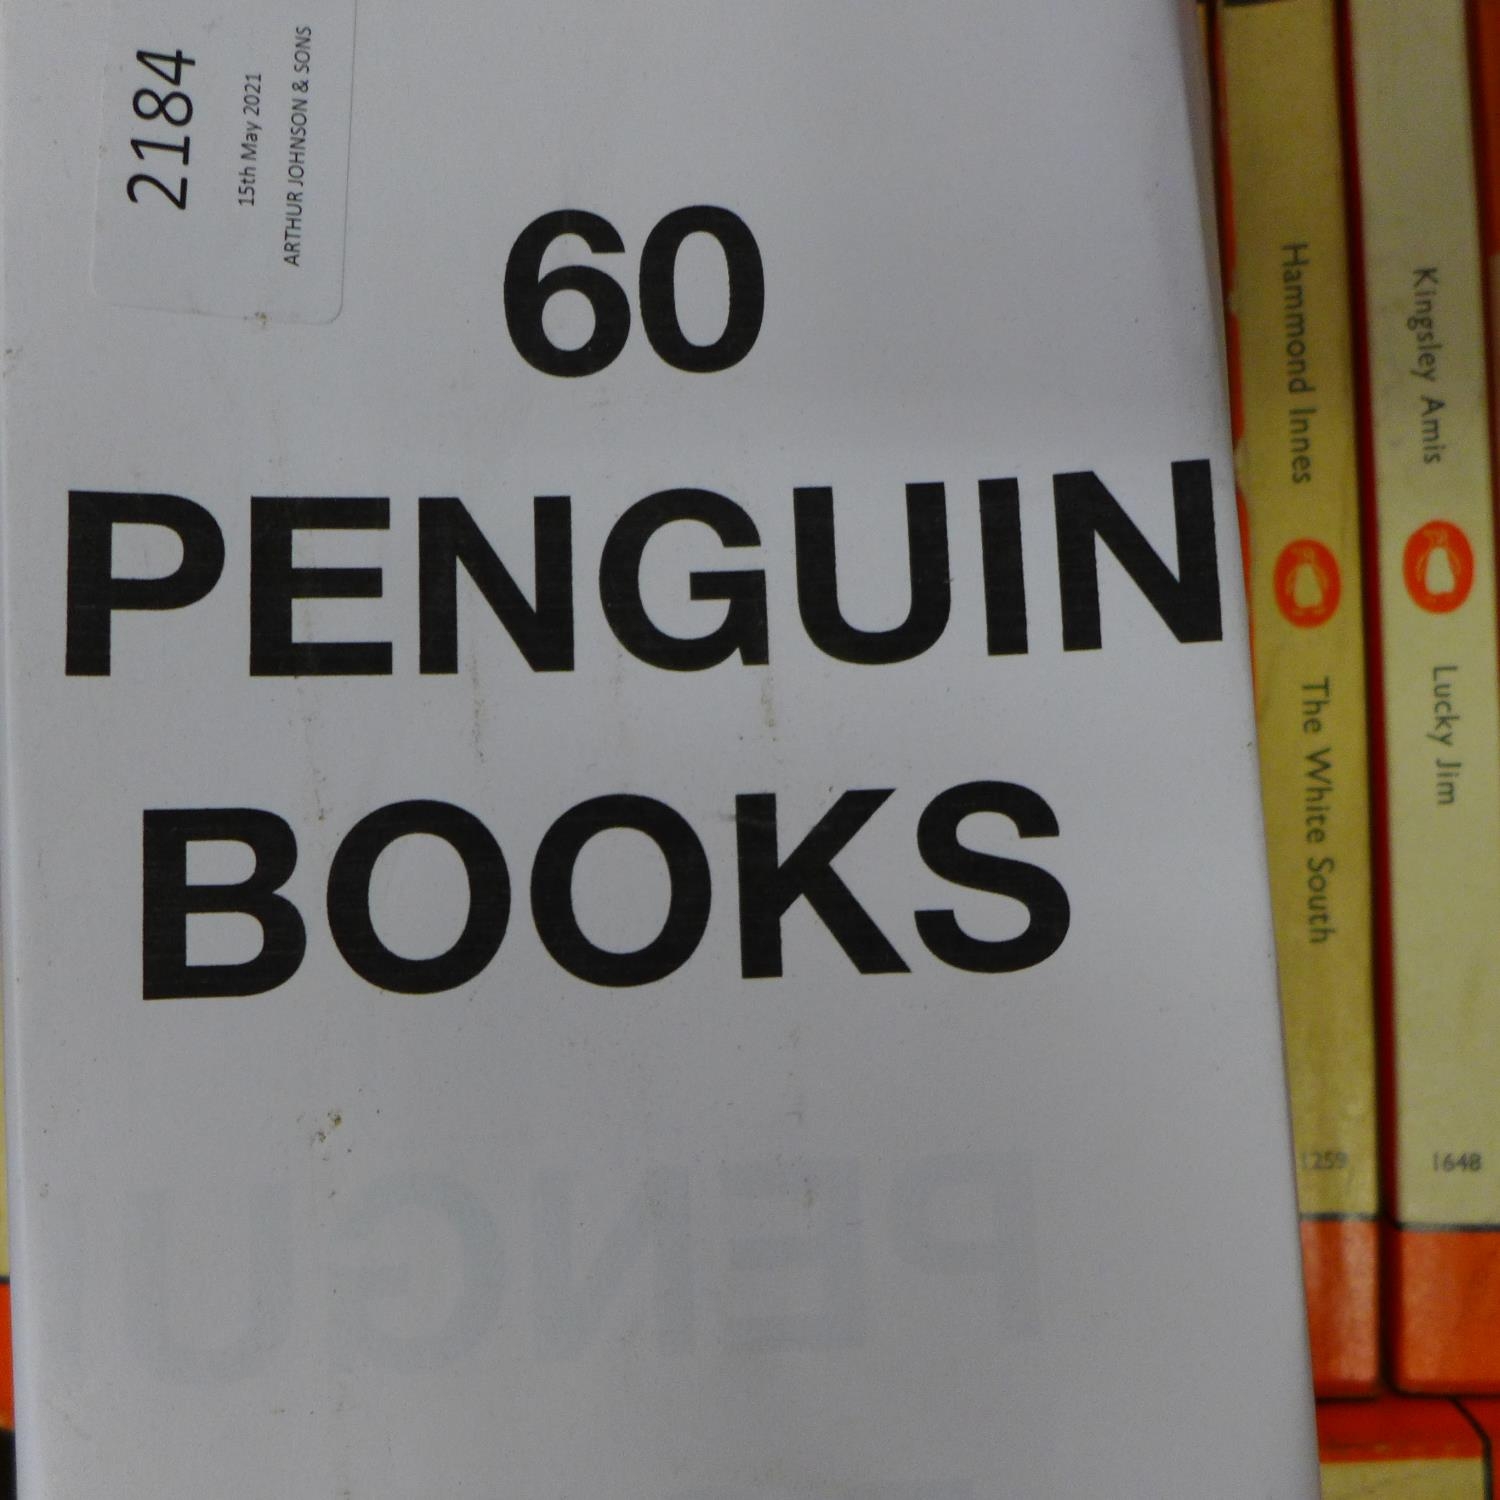 2184
15th May 2021
ARTHUR JOHNSON & SONS
60
PENGUIN
BOOKS
PENGU
Hammond Innes The White South 1259
Kingsley Amis Lucky Jim 1648